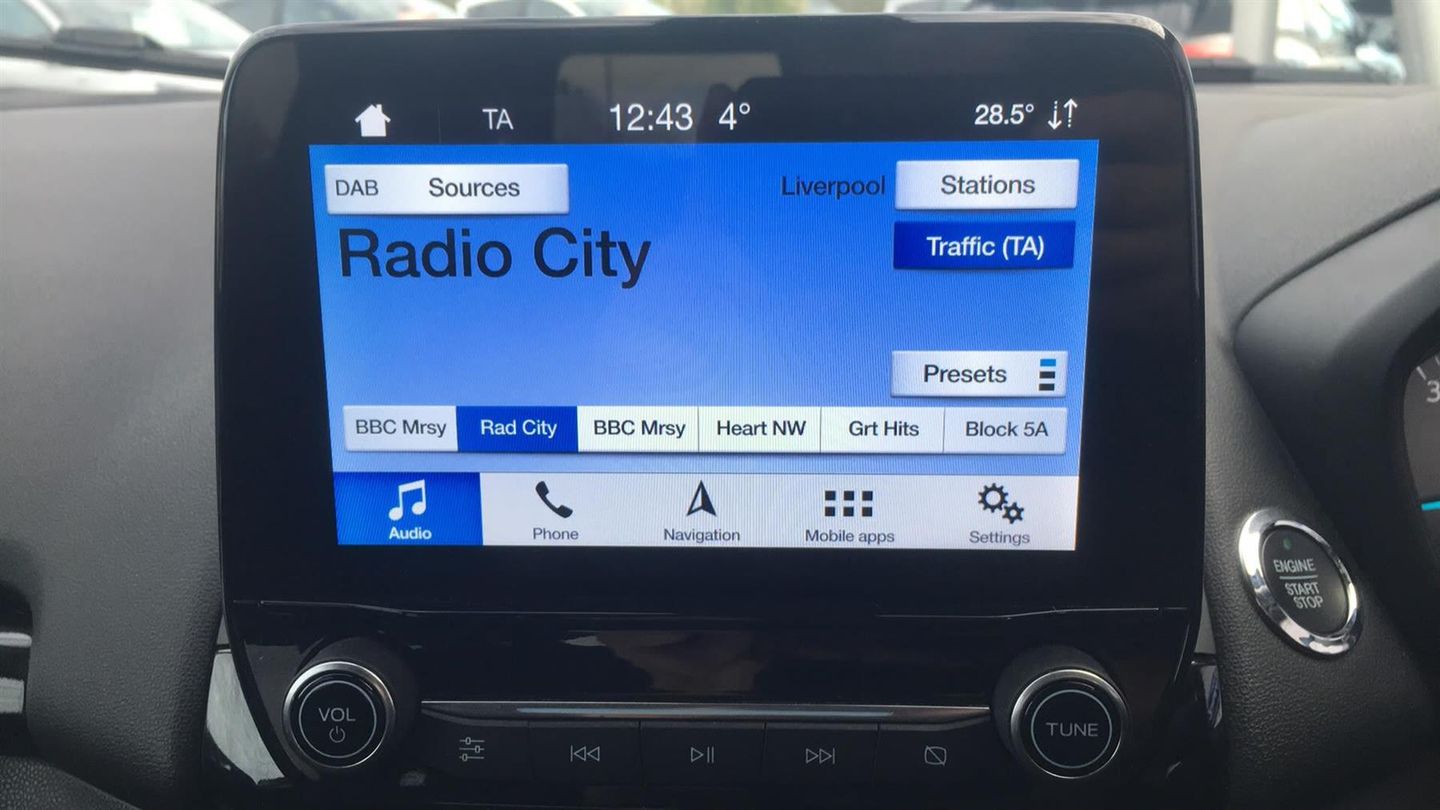 TA 12:43 4° 28.5°
DAB Sources Liverpool Stations
Radio City
Traffic (TA)
Presets
BBC Mrsy Rad City BBC Mrsy Heart NW Grt Hits Block 5A
Audio Phone Navigation Mobile apps Settings
ENGINE
START
STOP
VOL
TUNE
3